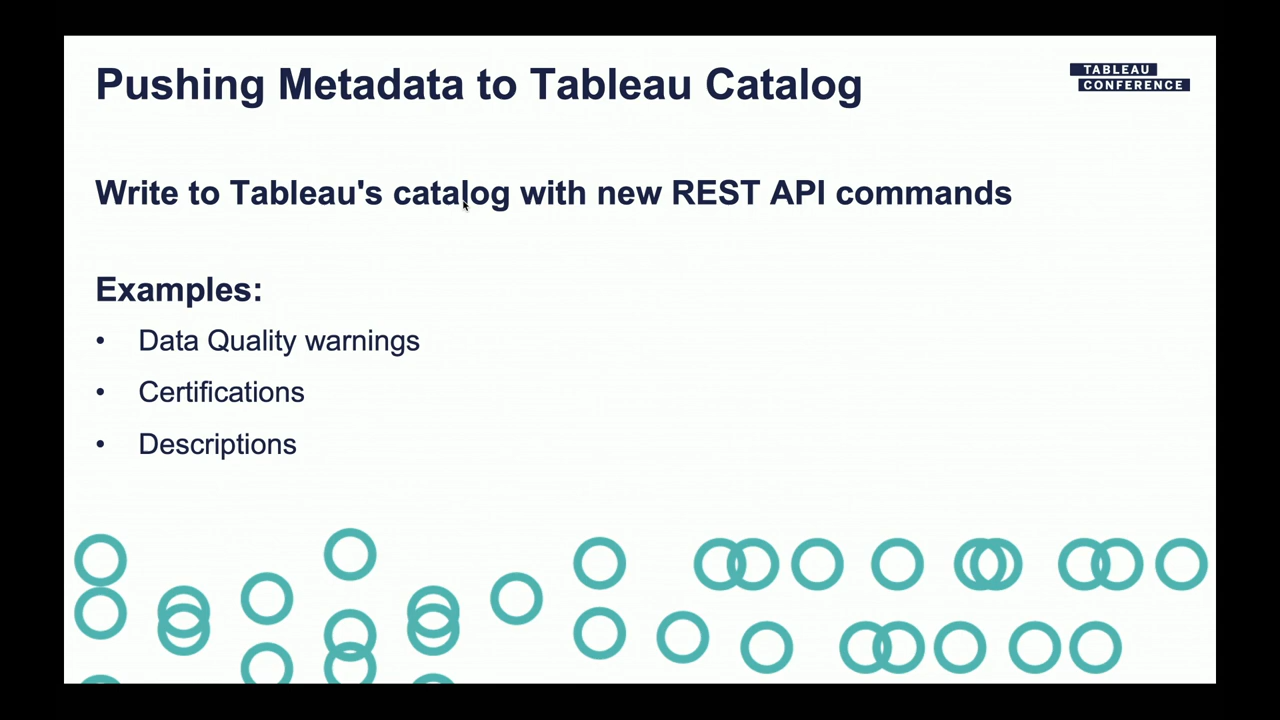 Pushing Metadata to Tableau Catalog
TABLEAU
CONFERENCE
Write to Tableau's catalog with new REST API commands
Examples:
• Data Quality warnings
• Certifications
• Descriptions